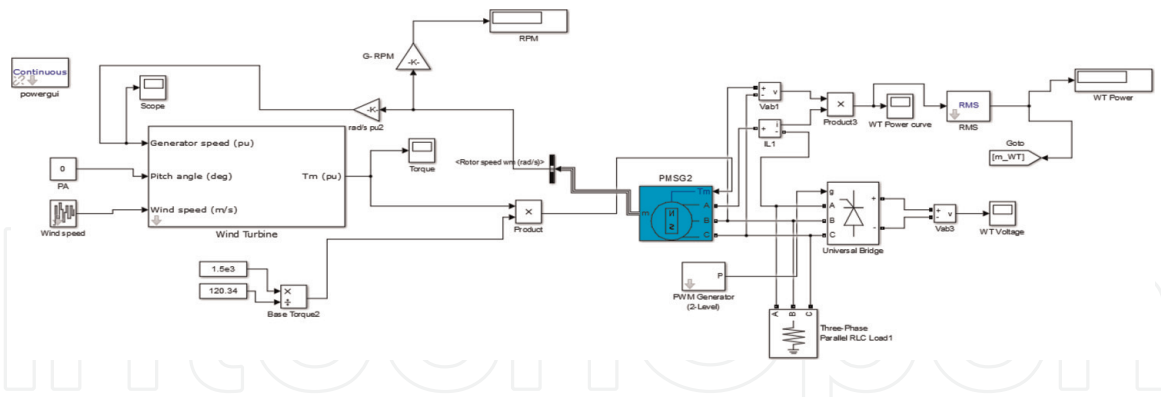 RPM
G- RPM
-K-
Continuous
powergui
Scope
-K-
rad/s pu2
Generator speed (pu)
Pitch angle (deg)
Wind speed (m/s)
Tm (pu)
Wind Turbine
0
PA
Wind speed
Torque
<Rotor speed wm (rad/s)>
×
Product
1.5e3
120.34
×
÷
Base Torque2
PMSG2
Tm
m
A
B
C
+
-
v
Vab1
+
-
i
IL1
×
Product3
WT Power curve
RMS
RMS
WT Power
Goto
[m_WT]
g
A
B
C
+
-
Universal Bridge
+
-
v
Vab3
WT Voltage
P
PWM Generator
(2-Level)
A
B
C
Three-Phase
Parallel RLC Load1